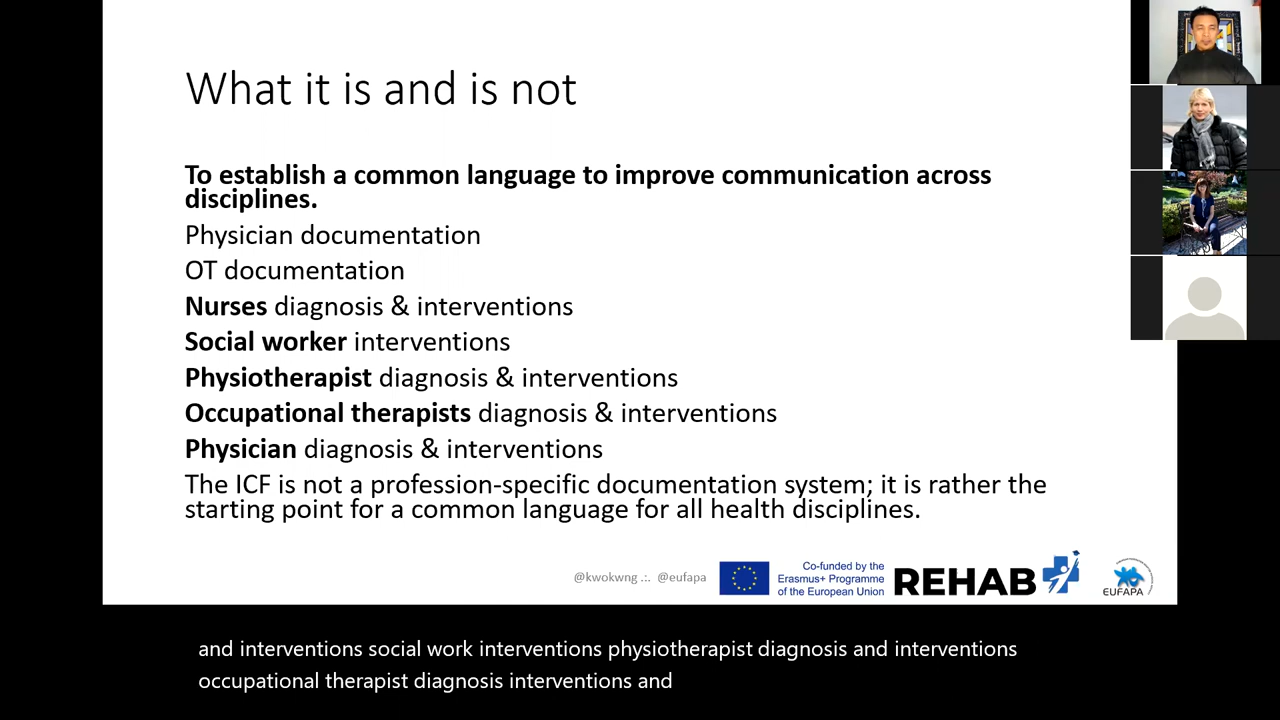 What it is and is not
To establish a common language to improve communication across
disciplines.
Physician documentation
OT documentation
Nurses diagnosis & interventions
Social worker interventions
Physiotherapist diagnosis & interventions
Occupational therapists diagnosis & interventions
Physician diagnosis & interventions
The ICF is not a profession-specific documentation system; it is rather the
starting point for a common language for all health disciplines.
@kwokwng .:. @eufapa
Co-funded by the
Erasmus+ Programme
of the European Union
REHAB
EUFAPA
and interventions social work interventions physiotherapist diagnosis and interventions
occupational therapist diagnosis interventions and